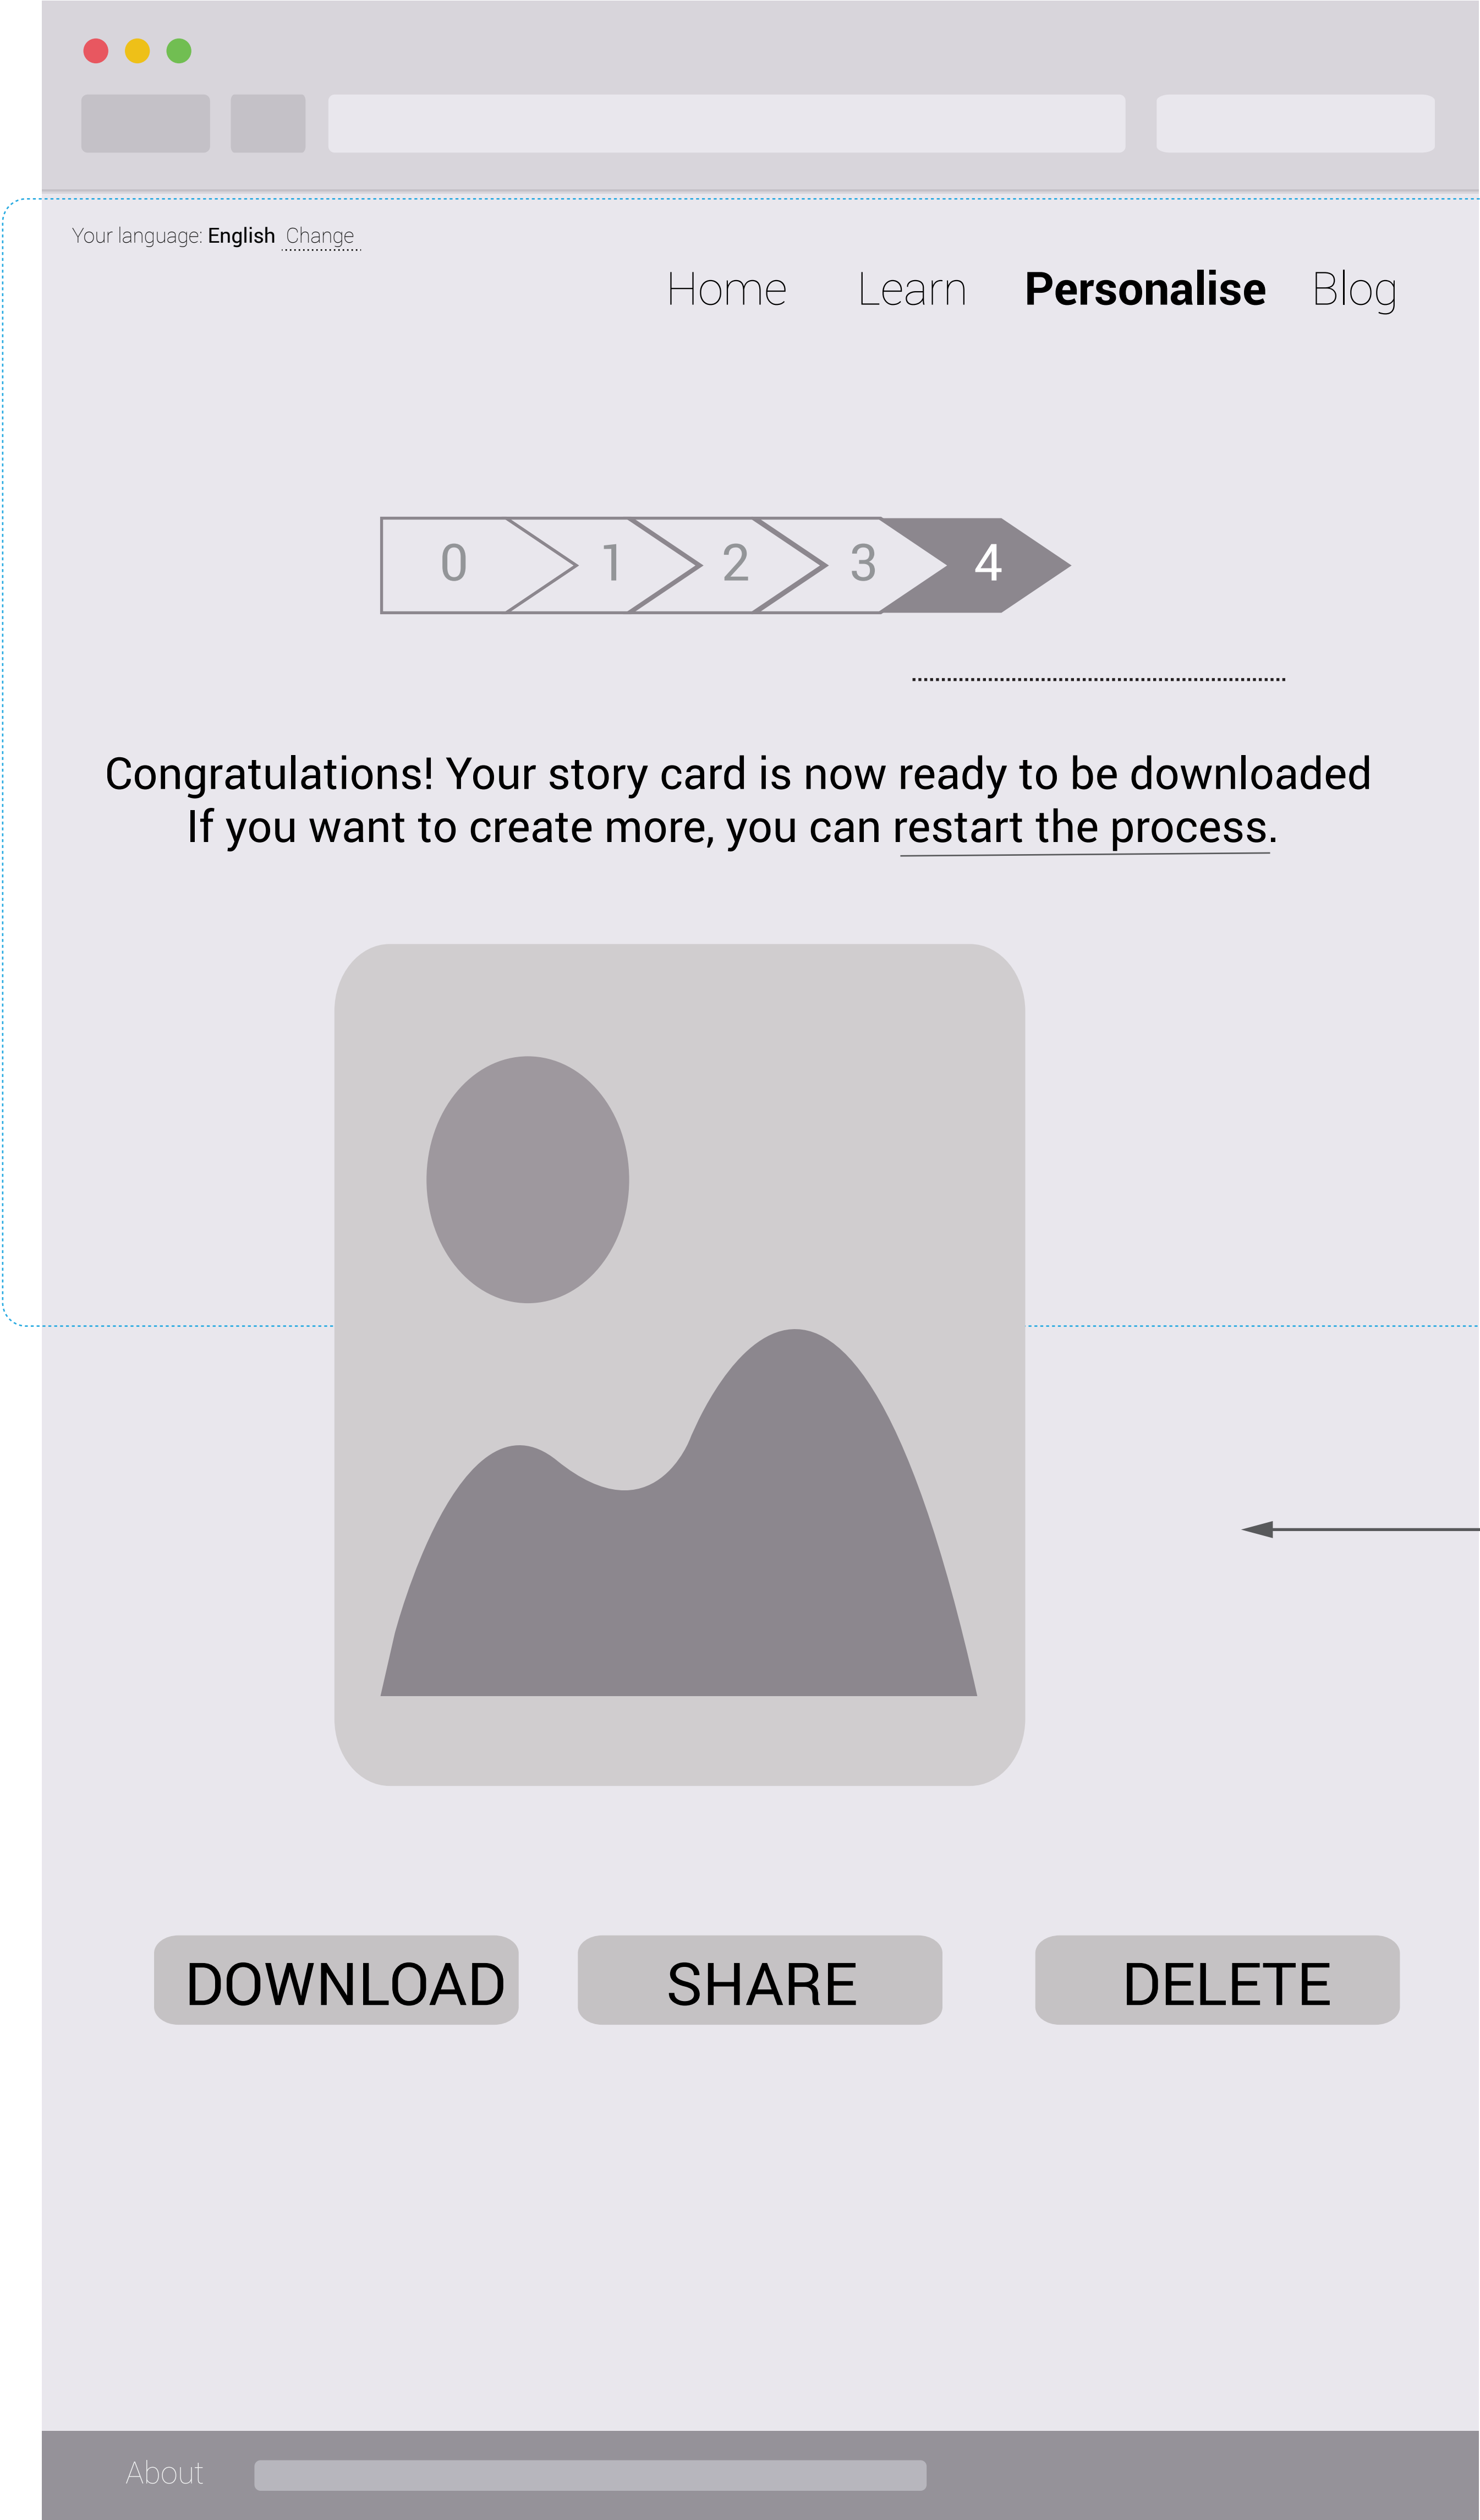 Your language: English Change
Home Learn Personalise Blog
0 1 2 3 4
Congratulations! Your story card is now ready to be downloaded
If you want to create more, you can restart the process.
DOWNLOAD SHARE DELETE
About